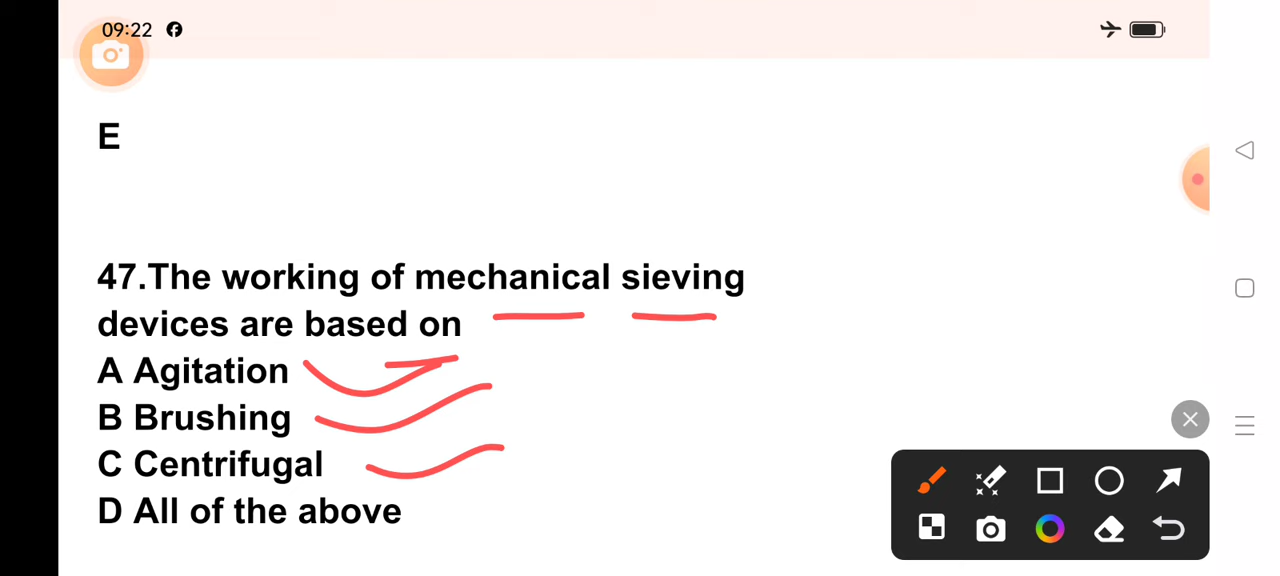 09:22
E
47.The working of mechanical sieving
devices are based on
A Agitation
B Brushing
C Centrifugal
D All of the above